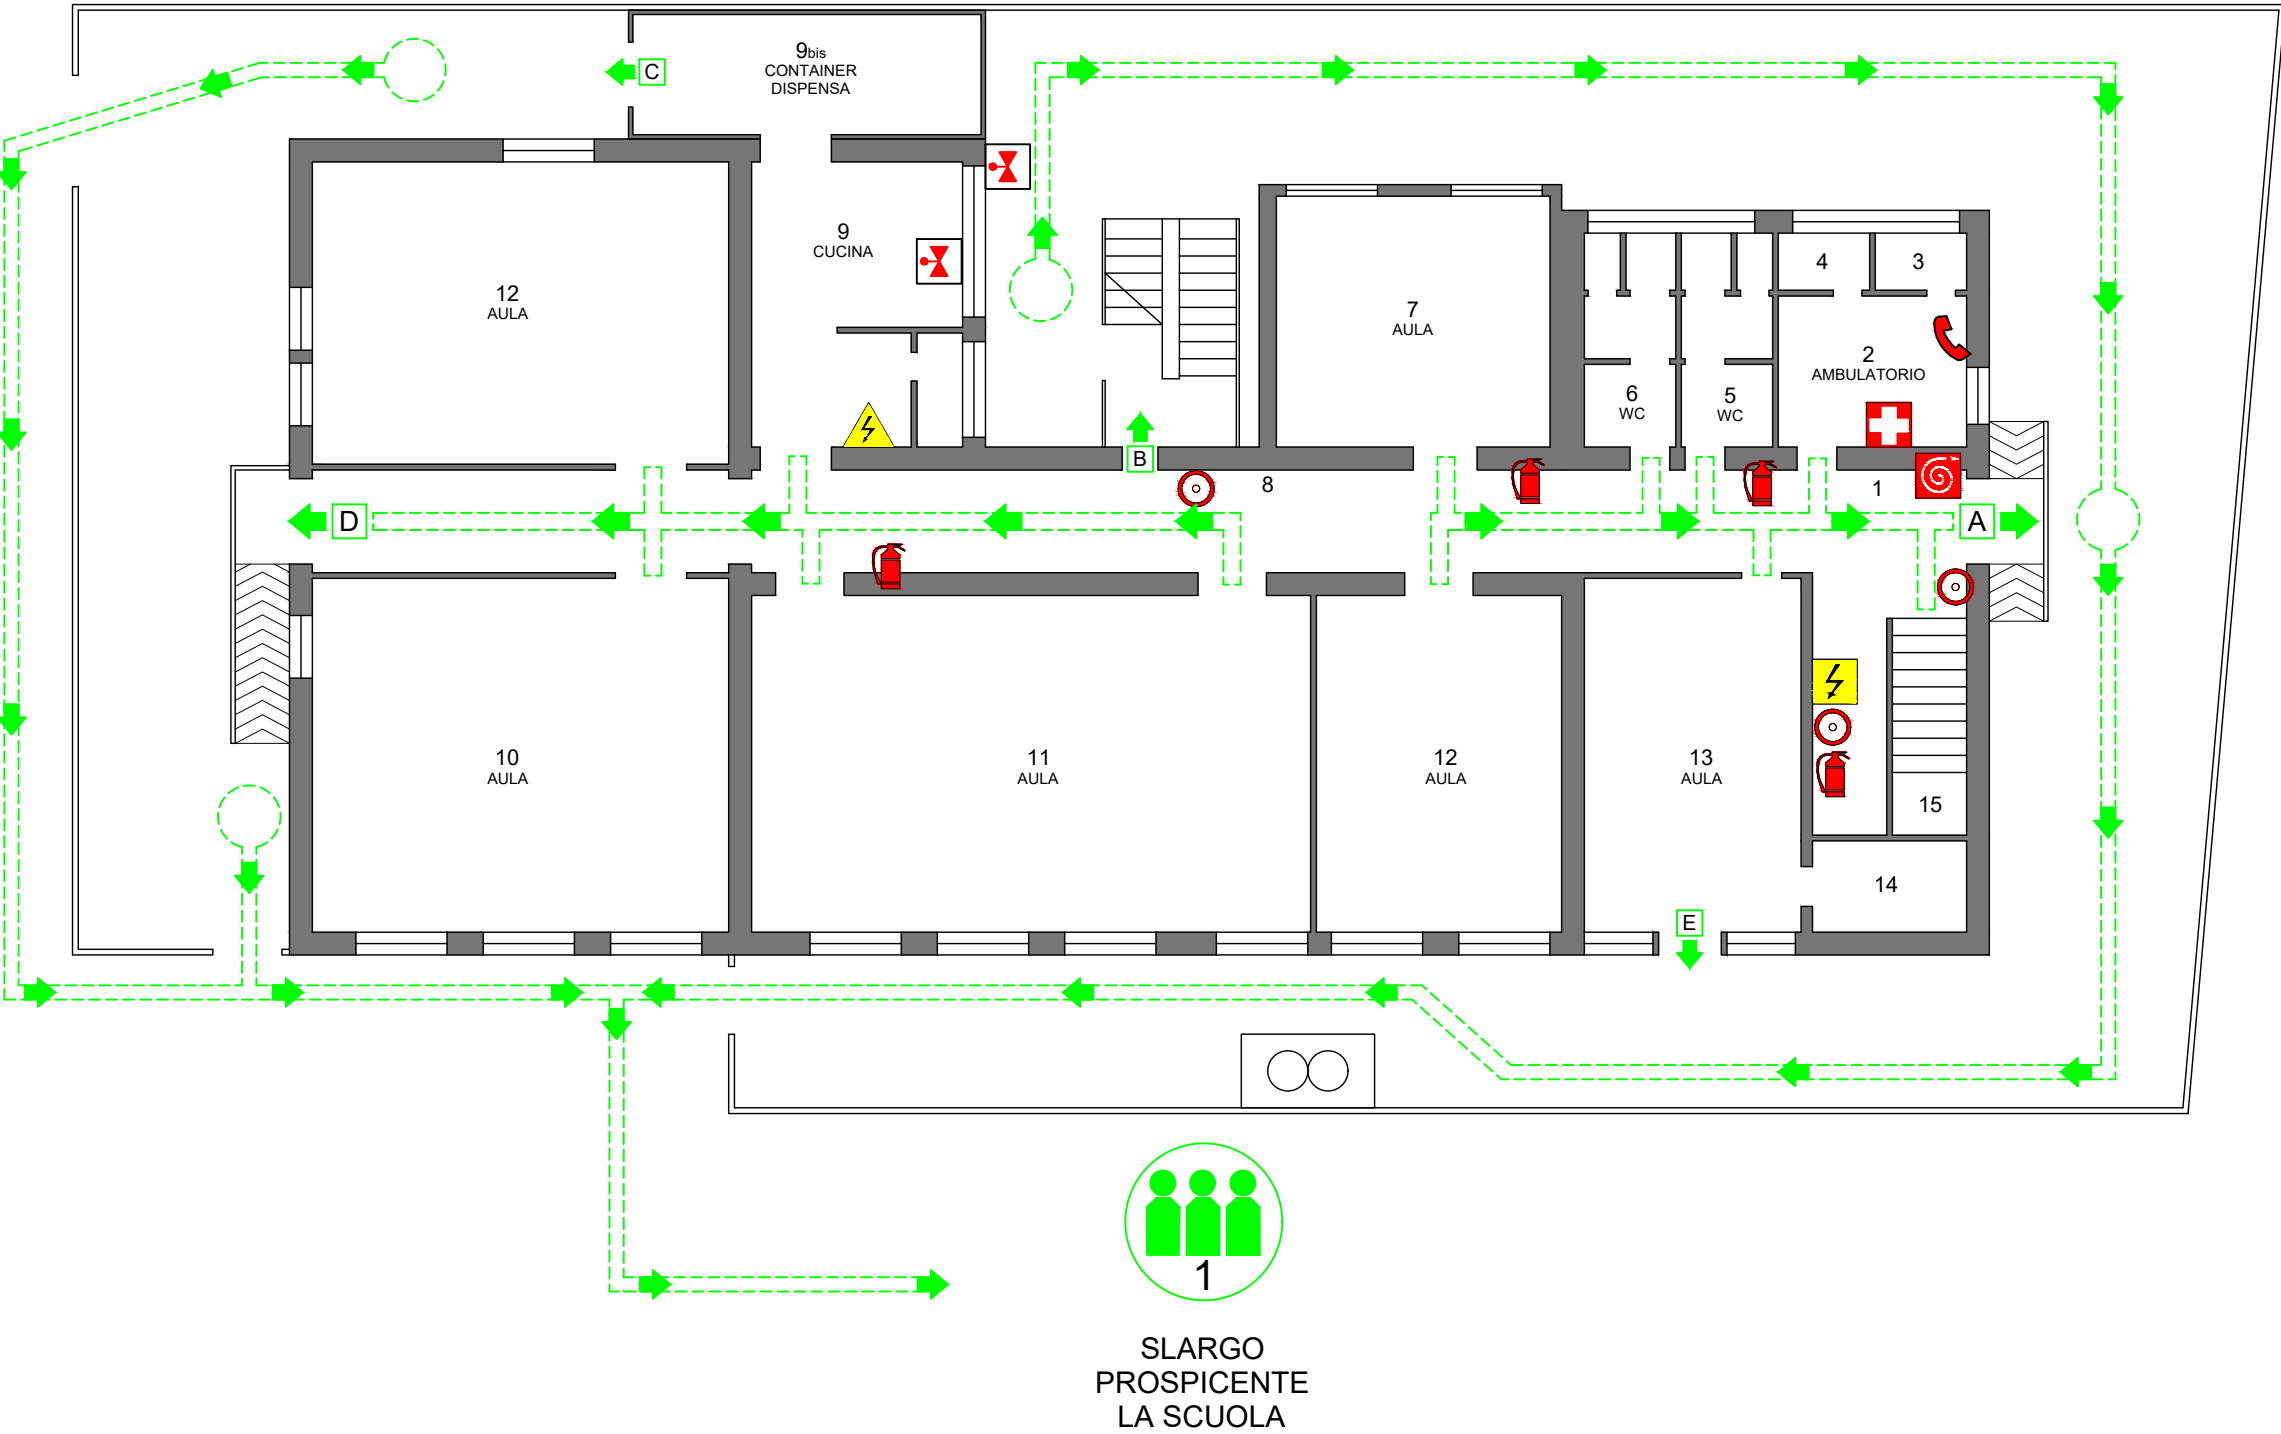 9bis
CONTAINER
DISPENSA
C
9
CUCINA
12
AULA
7
AULA
4
3
2
AMBULATORIO
6
WC
5
WC
B
8
1
D
A
10
AULA
11
AULA
12
AULA
13
AULA
15
14
E
1
SLARGO
PROSPICENTE
LA SCUOLA